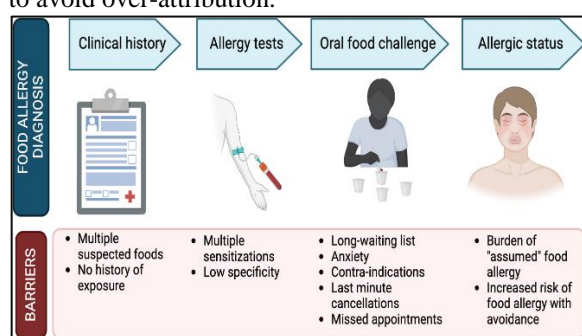 to avoid over-attribution.
Clinical history
Allergy tests
Oral food challenge
Allergic status
FOOD ALLERGY
DIAGNOSIS
BARRIERS
• Multiple
suspected foods
• No history of
exposure
• Multiple
sensitizations
• Low specificity
• Long-waiting list
• Anxiety
• Contra-indications
• Last minute
cancellations
• Missed appointments
• Burden of
"assumed" food
allergy
• Increased risk of
food allergy with
avoidance